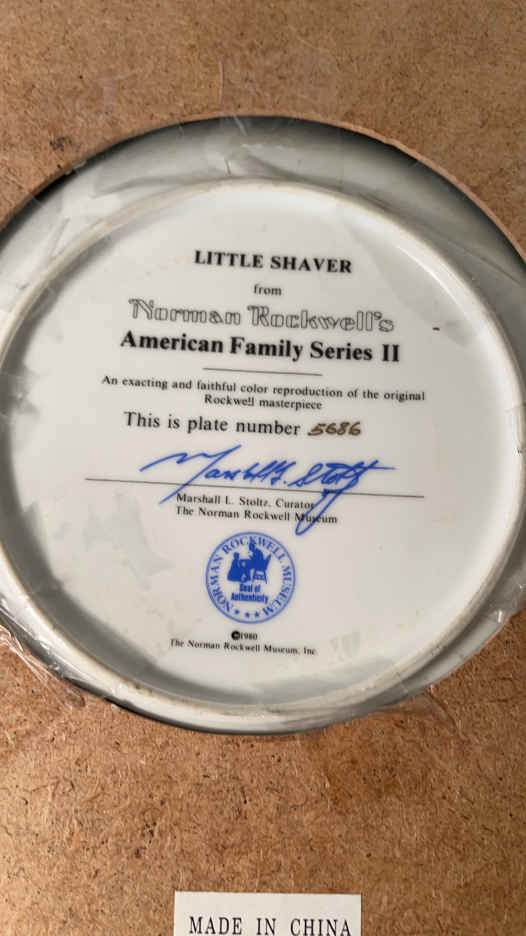 LITTLE SHAVER
from
Norman Rockwell's
American Family Series II
An exacting and faithful color reproduction of the original
Rockwell masterpiece
This is plate number 5686
Marshall L. Stoltz
Marshall L. Stoltz, Curator
The Norman Rockwell Museum
NORMAN ROCKWELL MUSEUM
Seal of
Authenticity
©1980
The Norman Rockwell Museum, Inc.
MADE IN CHINA